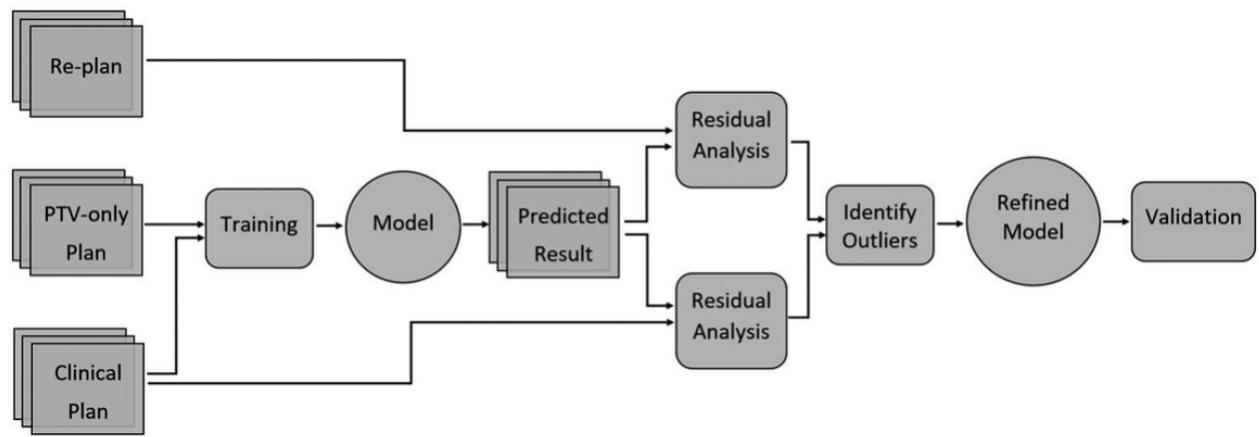 Re-plan
PTV-only
Plan
Clinical
Plan
Training
Model
Predicted
Result
Residual
Analysis
Residual
Analysis
Identify
Outliers
Refined
Model
Validation